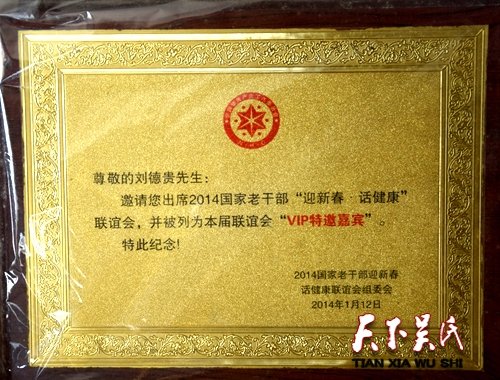 尊敬的刘德贵先生：
邀请您出席2014国家老干部“迎新春·话健康”
联谊会，并被列为本届联谊会“VIP特邀嘉宾”。
特此纪念！
2014国家老干部迎新春
话健康联谊会组委会
2014年1月12日
天下吴氏
TIAN XIA WU SHI